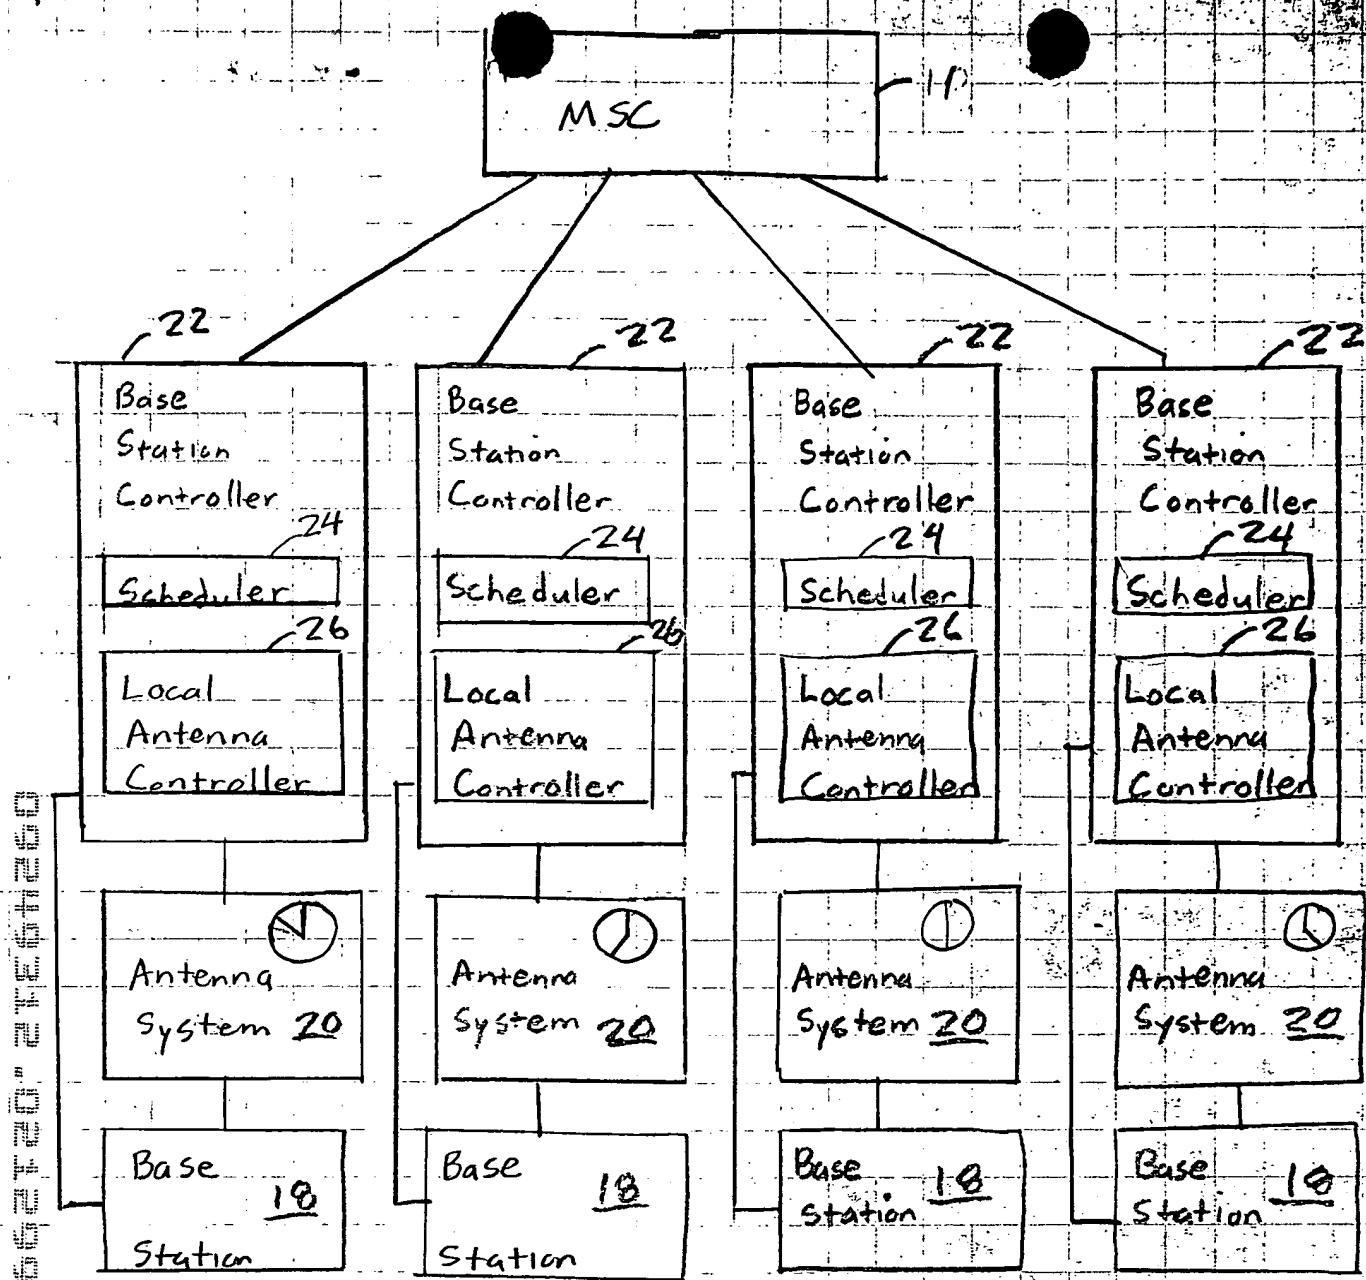 MSC
10
22
Base
Station
Controller
24
Scheduler
26
Local
Antenna
Controller
Antenna
System 20
Base
18
Station
22
Base
Station
Controller
24
Scheduler
26
Local
Antenna
Controller
Antenna
System 20
Base
18
Station
22
Base
Station
Controller
24
Scheduler
26
Local
Antenna
Controller
Antenna
System 20
Base
Station 18
22
Base
Station
Controller
24
Scheduler
26
Local
Antenna
Controller
Antenna
System 20
Base
Station 18